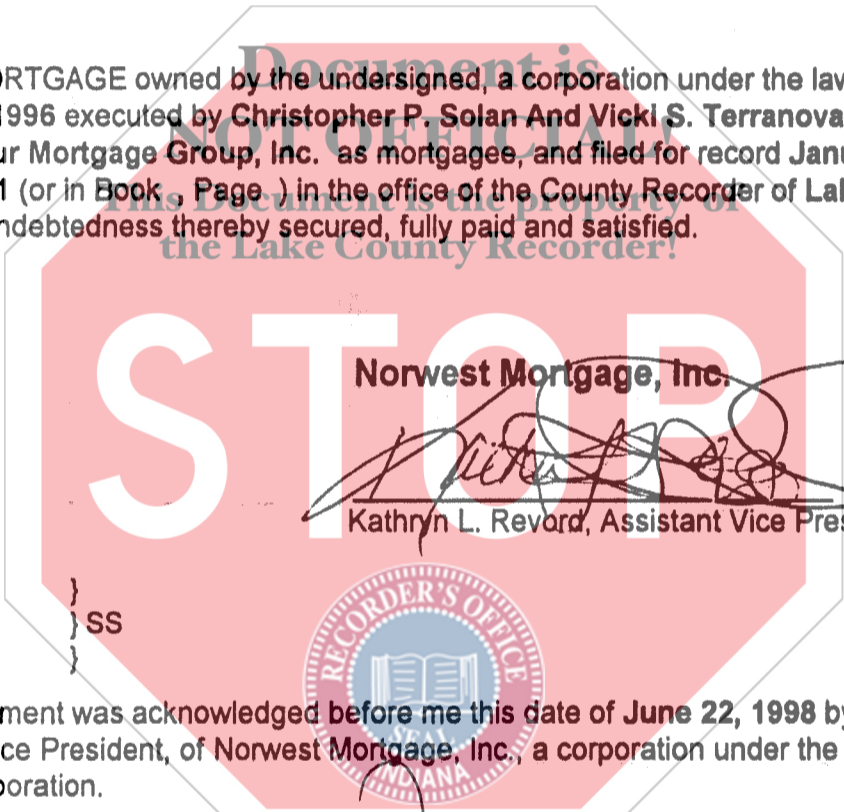 Document is
RTGAGE owned by the undersigned, a corporation under the law
1996 executed by Christopher P. Solan And Vicki S. Terranova
NOT OFFICIAL!
ur Mortgage Group, Inc. as mortgagee, and filed for record Janu
1 (or in Book , Page ) in the office of the County Recorder of Lak
This Document is the property of
ndebtedness thereby secured, fully paid and satisfied.
the Lake County Recorder!
STOP
Norwest Mortgage, Inc.
Kathryn L. Revord, Assistant Vice Pres
}
} SS
}
RECORDER'S OFFICE
SEAL
INDIANA
ment was acknowledged before me this date of June 22, 1998 by
ce President, of Norwest Mortgage, Inc., a corporation under the
poration.